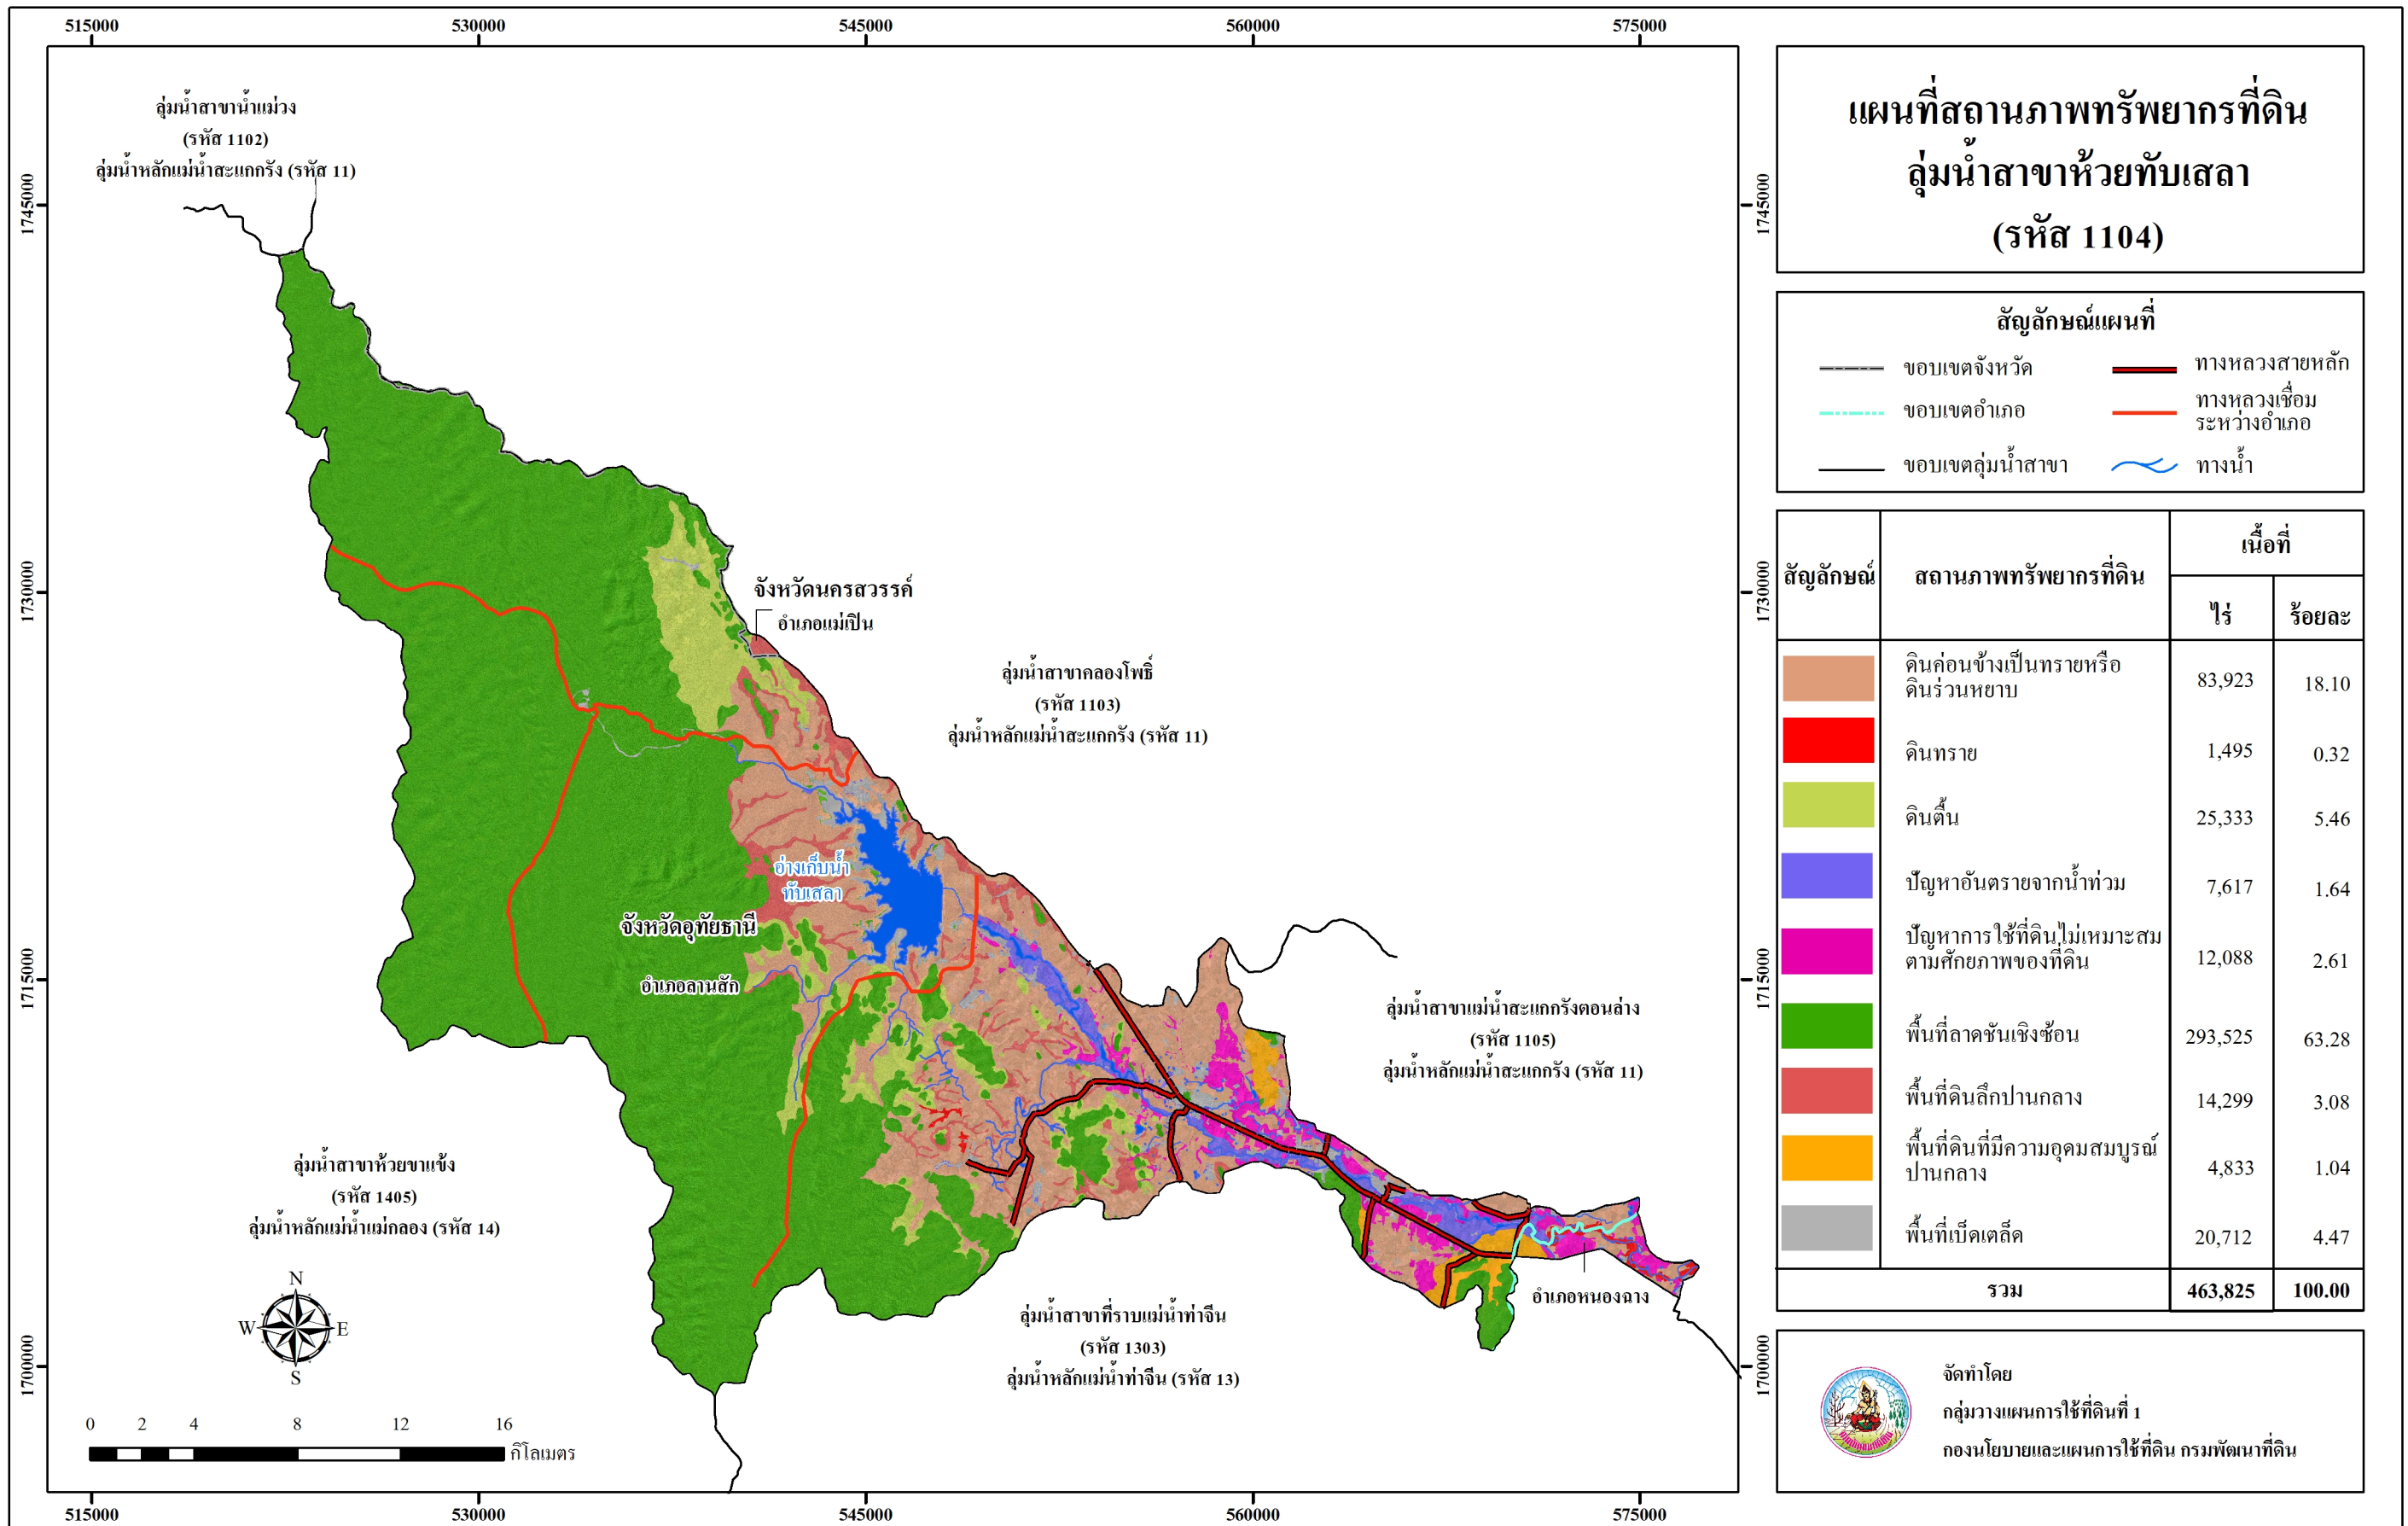 515000 530000 545000 560000 575000
ลุ่มน้ำสาขาน้ำแม่วง
(รหัส 1102)
ลุ่มน้ำหลักแม่น้ำสะแกกรัง (รหัส 11)
1745000
1745000
1730000
1730000
จังหวัดนครสวรรค์
อำเภอแม่เปิน
ลุ่มน้ำสาขาคลองโพธิ์
(รหัส 1103)
ลุ่มน้ำหลักแม่น้ำสะแกกรัง (รหัส 11)
อ่างเก็บน้ำ
ทับเสลา
จังหวัดอุทัยธานี
อำเภอลานสัก
1715000
1715000
ลุ่มน้ำสาขาแม่น้ำสะแกกรังตอนล่าง
(รหัส 1105)
ลุ่มน้ำหลักแม่น้ำสะแกกรัง (รหัส 11)
ลุ่มน้ำสาขาห้วยขาแข้ง
(รหัส 1405)
ลุ่มน้ำหลักแม่น้ำแม่กลอง (รหัส 14)
อำเภอหนองฉาง
ลุ่มน้ำสาขาที่ราบแม่น้ำท่าจีน
(รหัส 1303)
ลุ่มน้ำหลักแม่น้ำท่าจีน (รหัส 13)
1700000
1700000
N
W E
S
0 2 4 8 12 16
กิโลเมตร
515000 530000 545000 560000 575000
แผนที่สถานภาพทรัพยากรที่ดิน
ลุ่มน้ำสาขาห้วยทับเสลา
(รหัส 1104)
สัญลักษณ์แผนที่
ขอบเขตจังหวัด
ทางหลวงสายหลัก
ขอบเขตอำเภอ
ทางหลวงเชื่อม
ระหว่างอำเภอ
ขอบเขตลุ่มน้ำสาขา
ทางน้ำ
สัญลักษณ์ สถานภาพทรัพยากรที่ดิน เนื้อที่
ไร่ ร้อยละ
ดินค่อนข้างเป็นทรายหรือ
ดินร่วนหยาบ 83,923 18.10
ดินทราย 1,495 0.32
ดินตื้น 25,333 5.46
ปัญหาอันตรายจากน้ำท่วม 7,617 1.64
ปัญหาการใช้ที่ดินไม่เหมาะสม
ตามศักยภาพของที่ดิน 12,088 2.61
พื้นที่ลาดชันเชิงซ้อน 293,525 63.28
พื้นที่ดินลึกปานกลาง 14,299 3.08
พื้นที่ดินที่มีความอุดมสมบูรณ์
ปานกลาง 4,833 1.04
พื้นที่เบ็ดเตล็ด 20,712 4.47
รวม 463,825 100.00
จัดทำโดย
กลุ่มวางแผนการใช้ที่ดินที่ 1
กองนโยบายและแผนการใช้ที่ดิน กรมพัฒนาที่ดิน